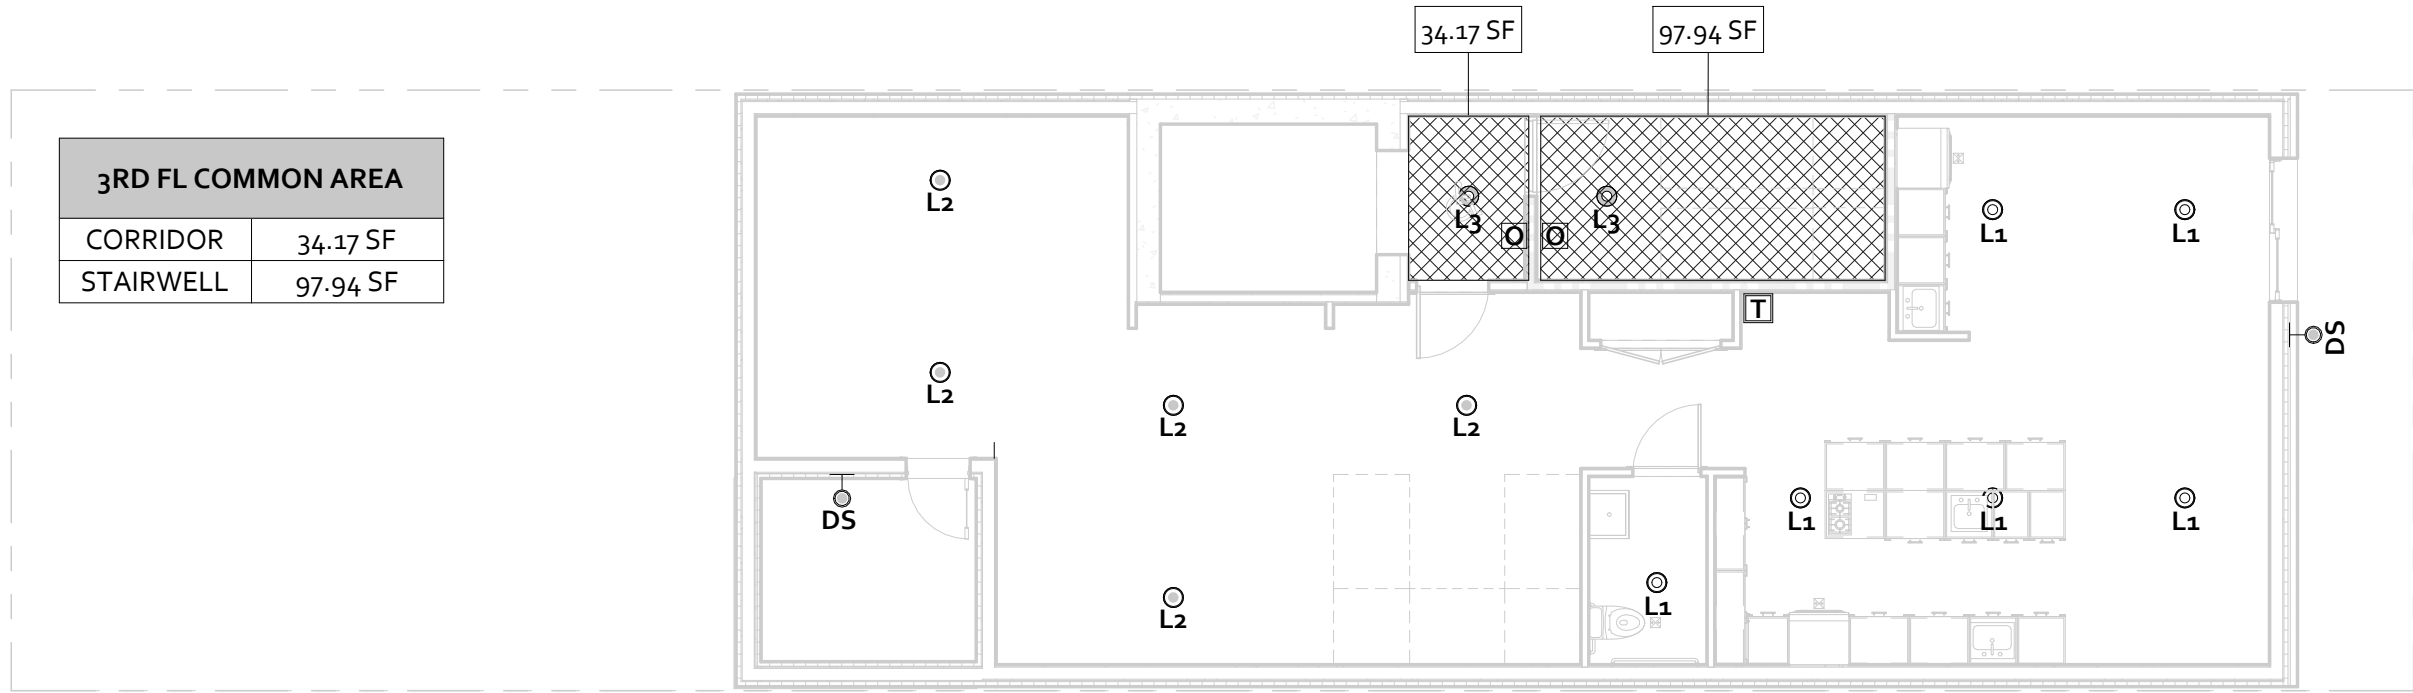 34.17 SF
97.94 SF
3RD FL COMMON AREA
CORRIDOR 34.17 SF
STAIRWELL 97.94 SF
L2
L3
L3
O
O
L1
L1
T
DS
L2
L2
L2
DS
L1
L1
L1
L2
L1